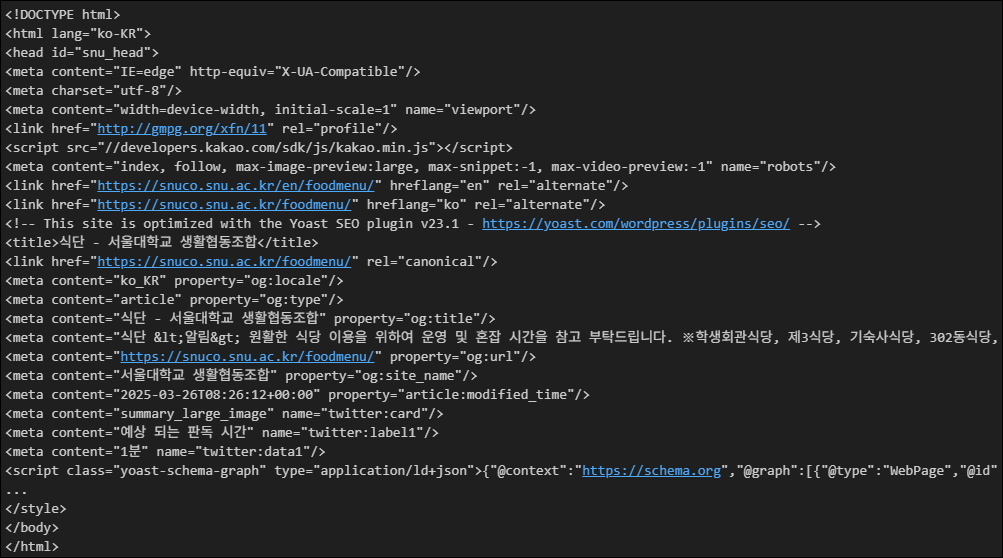 <!DOCTYPE html>
<html lang="ko-KR">
<head id="snu_head">
<meta content="IE=edge" http-equiv="X-UA-Compatible"/>
<meta charset="utf-8"/>
<meta content="width=device-width, initial-scale=1" name="viewport"/>
<link href="http://gmpg.org/xfn/11" rel="profile"/>
<script src="//developers.kakao.com/sdk/js/kakao.min.js"></script>
<meta content="index, follow, max-image-preview:large, max-snippet:-1, max-video-preview:-1" name="robots"/>
<link href="https://snuco.snu.ac.kr/en/foodmenu/" hreflang="en" rel="alternate"/>
<link href="https://snuco.snu.ac.kr/foodmenu/" hreflang="ko" rel="alternate"/>
<!-- This site is optimized with the Yoast SEO plugin v23.1 - https://yoast.com/wordpress/plugins/seo/ -->
<title>식단 - 서울대학교 생활협동조합</title>
<link href="https://snuco.snu.ac.kr/foodmenu/" rel="canonical"/>
<meta content="ko_KR" property="og:locale"/>
<meta content="article" property="og:type"/>
<meta content="식단 - 서울대학교 생활협동조합" property="og:title"/>
<meta content="식단 &lt;알림&gt; 원활한 식당 이용을 위하여 운영 및 혼잡 시간을 참고 부탁드립니다. ※학생회관식당, 제3식당, 기숙사식당, 302동식당,
<meta content="https://snuco.snu.ac.kr/foodmenu/" property="og:url"/>
<meta content="서울대학교 생활협동조합" property="og:site_name"/>
<meta content="2025-03-26T08:26:12+00:00" property="article:modified_time"/>
<meta content="summary_large_image" name="twitter:card"/>
<meta content="예상 되는 판독 시간" name="twitter:label1"/>
<meta content="1분" name="twitter:data1"/>
<script class="yoast-schema-graph" type="application/ld+json">{"@context":"https://schema.org","@graph":[{"@type":"WebPage","@id"
...
</style>
</body>
</html>